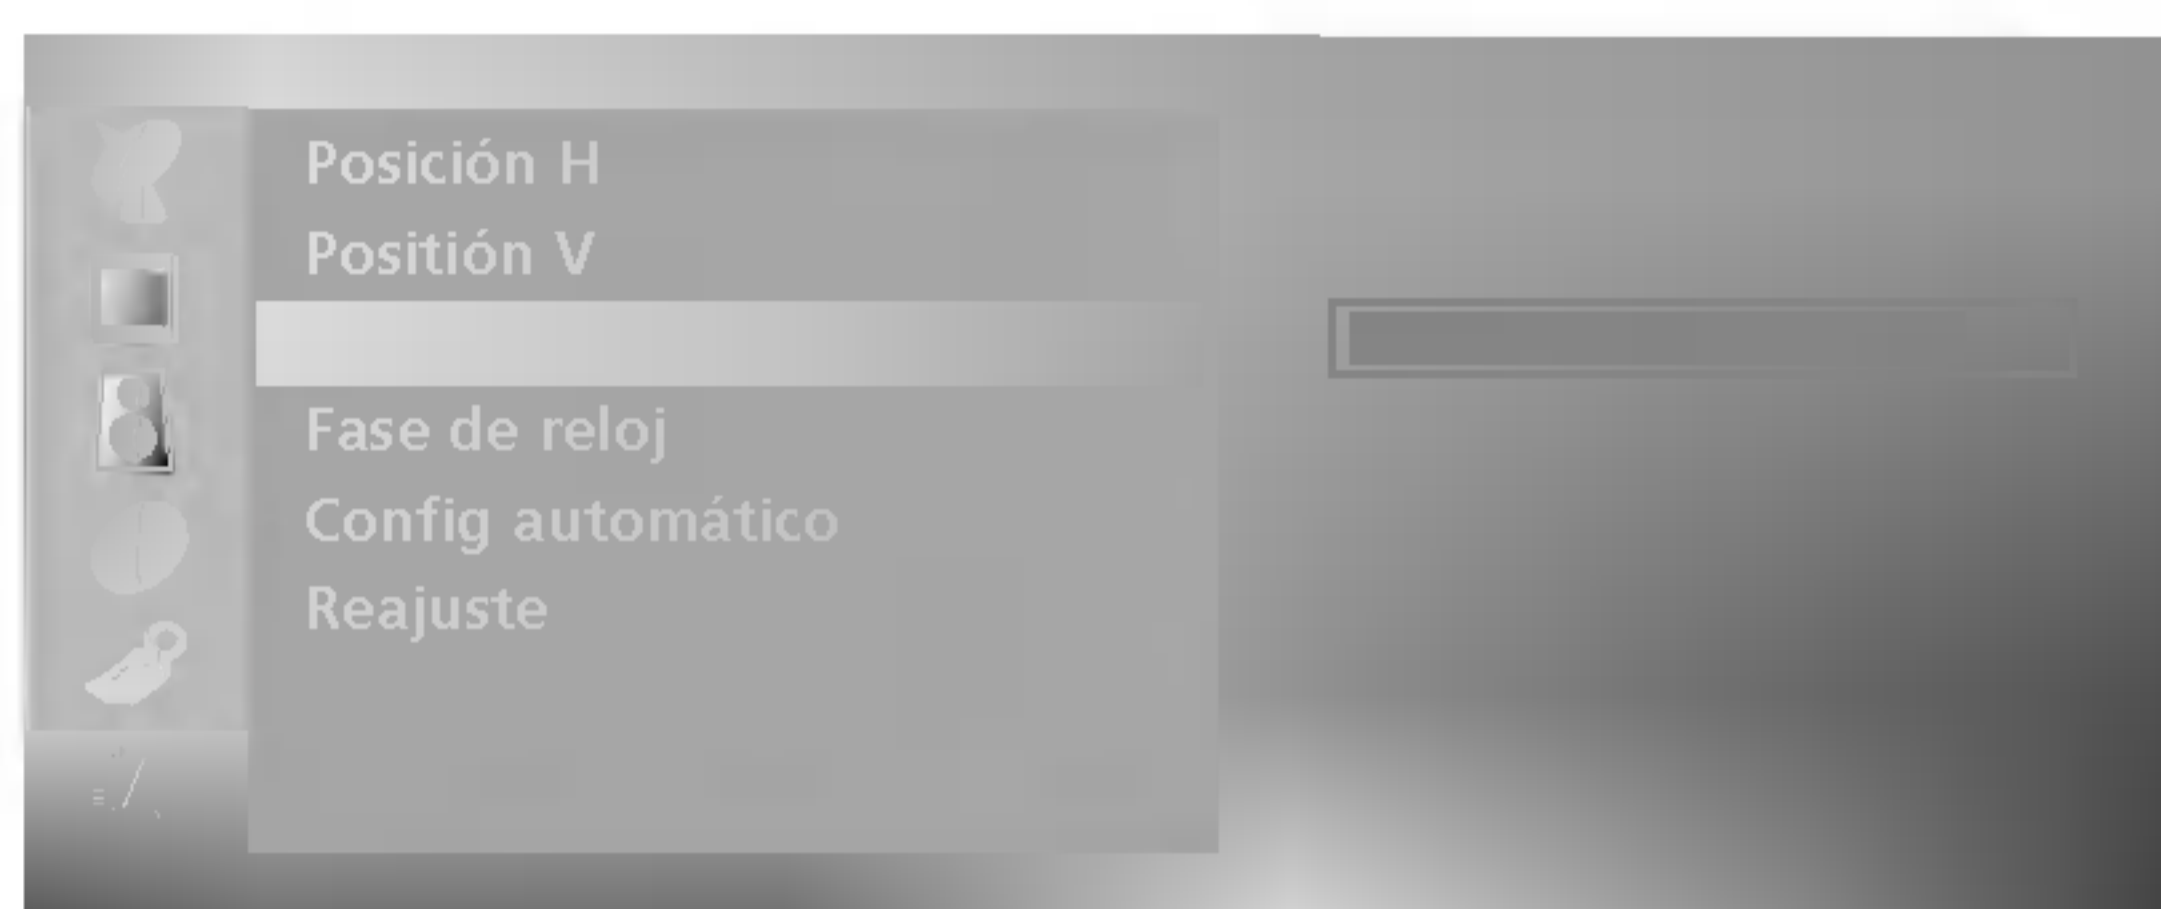 Posición H
Positión V
Fase de reloj
Config automático
Reajuste